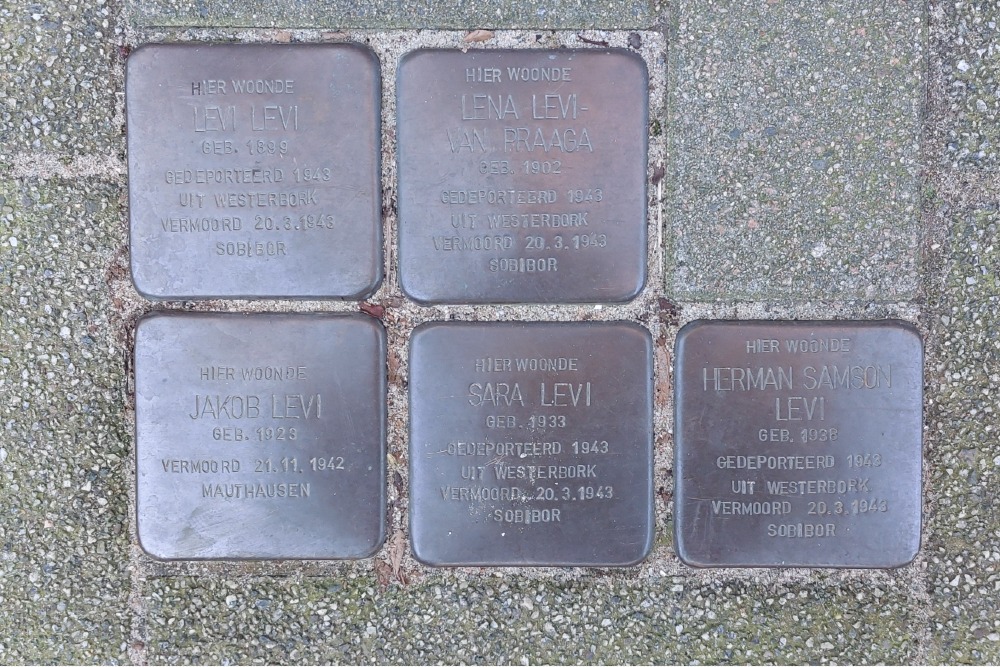 HIER WOONDE
LEVI LEVI
GEB. 1899
GEDEPORTEERD 1943
UIT WESTERBORK
VERMOORD 20.3.1943
SOBIBOR
HIER WOONDE
LENA LEVI-
VAN PRAAGA
GEB. 1902
GEDEPORTEERD 1943
UIT WESTERBORK
VERMOORD 20.3.1943
SOBIBOR
HIER WOONDE
JAKOB LEVI
GEB. 1923
VERMOORD 21.11.1942
MAUTHAUSEN
HIER WOONDE
SARA LEVI
GEB. 1933
GEDEPORTEERD 1943
UIT WESTERBORK
VERMOORD 20.3.1943
SOBIBOR
HIER WOONDE
HERMAN SAMSON
LEVI
GEB. 1938
GEDEPORTEERD 1943
UIT WESTERBORK
VERMOORD 20.3.1943
SOBIBOR